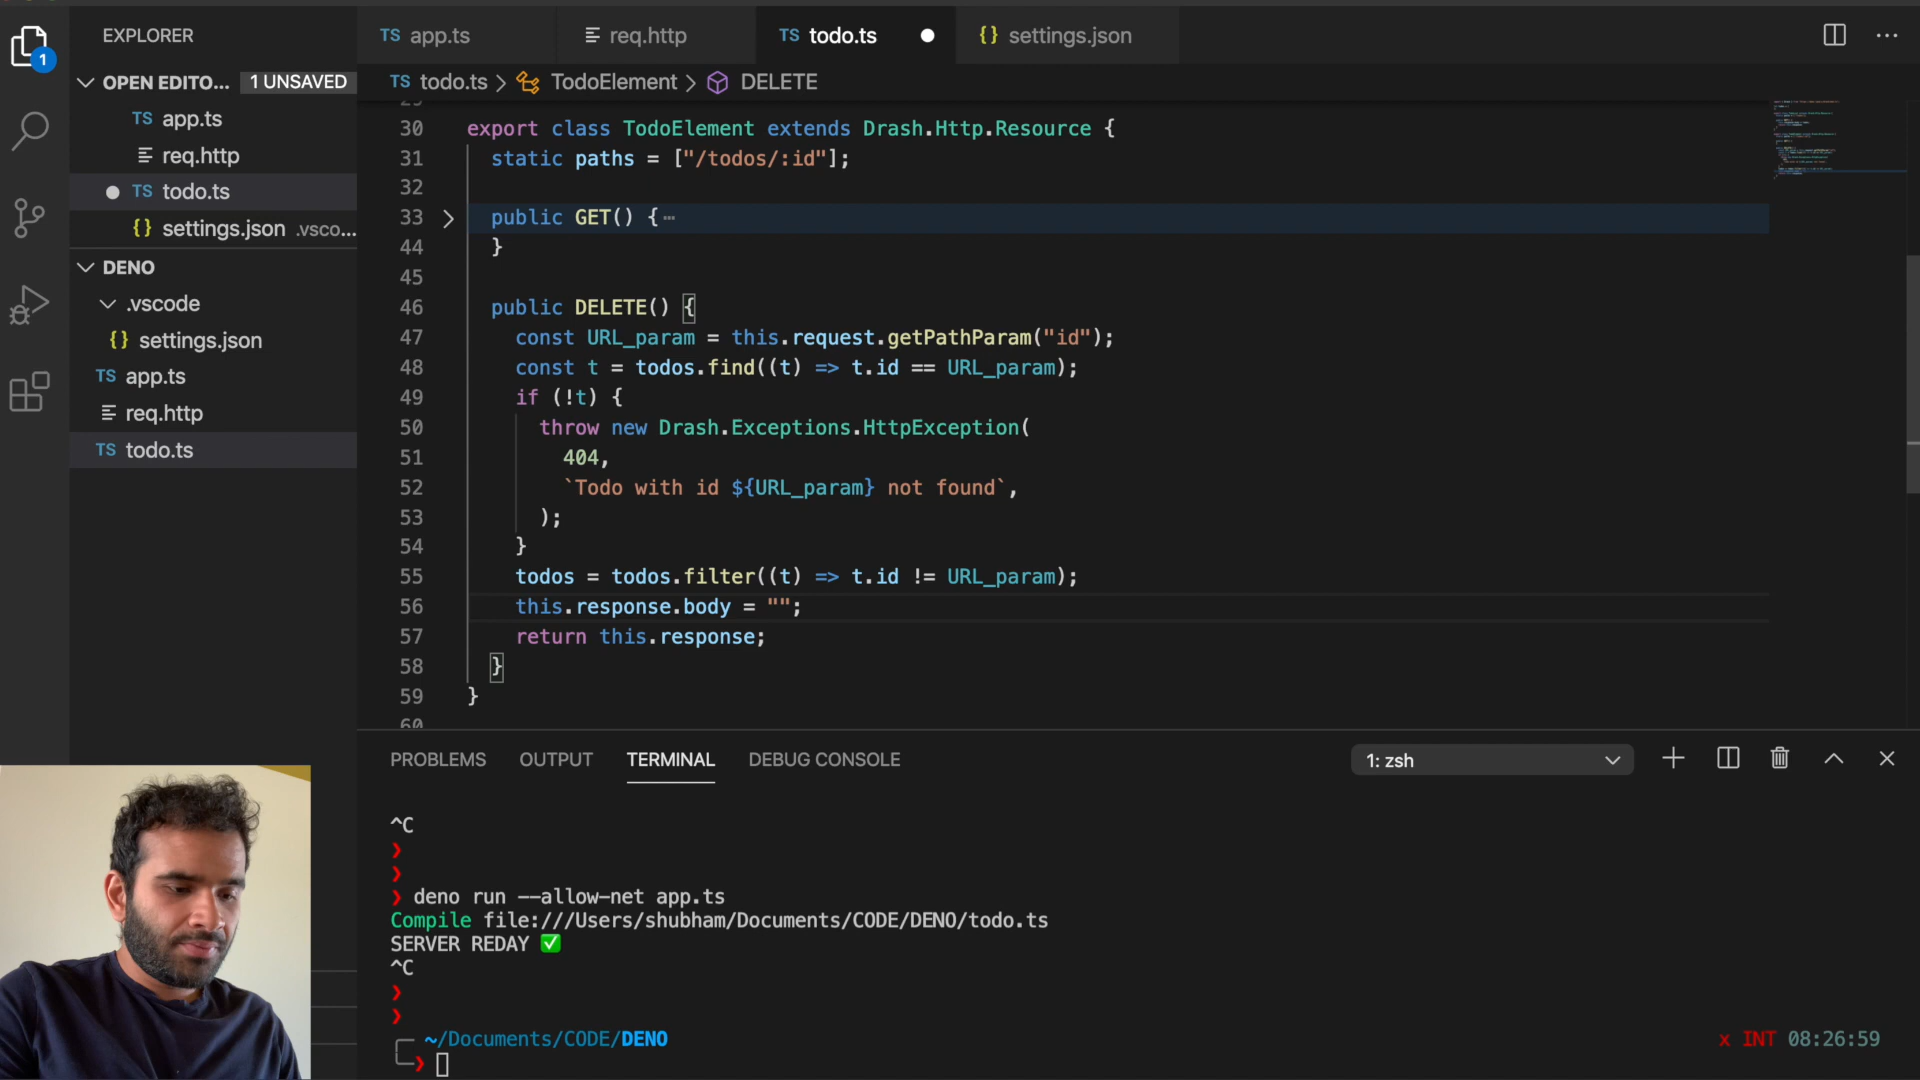 EXPLORER
OPEN EDITO... 1 UNSAVED
TS app.ts
req.http
TS todo.ts
{} settings.json .vsco...
DENO
.vscode
{} settings.json
TS app.ts
req.http
TS todo.ts
1
TS app.ts
req.http
TS todo.ts
{} settings.json
TS todo.ts > TodoElement > DELETE
30 export class TodoElement extends Drash.Http.Resource {
31 static paths = ["/todos/:id"];
32
33 public GET() {⋯
44 }
45
46 public DELETE() {
47 const URL_param = this.request.getPathParam("id");
48 const t = todos.find((t) => t.id == URL_param);
49 if (!t) {
50 throw new Drash.Exceptions.HttpException(
51 404,
52 `Todo with id ${URL_param} not found`,
53 );
54 }
55 todos = todos.filter((t) => t.id != URL_param);
56 this.response.body = "";
57 return this.response;
58 }
59 }
60
PROBLEMS OUTPUT TERMINAL DEBUG CONSOLE
1: zsh
^C
❯
❯
❯ deno run --allow-net app.ts
Compile file:///Users/shubham/Documents/CODE/DENO/todo.ts
SERVER REDAY ✅
^C
❯
❯
~/Documents/CODE/DENO x INT 08:26:59
❯